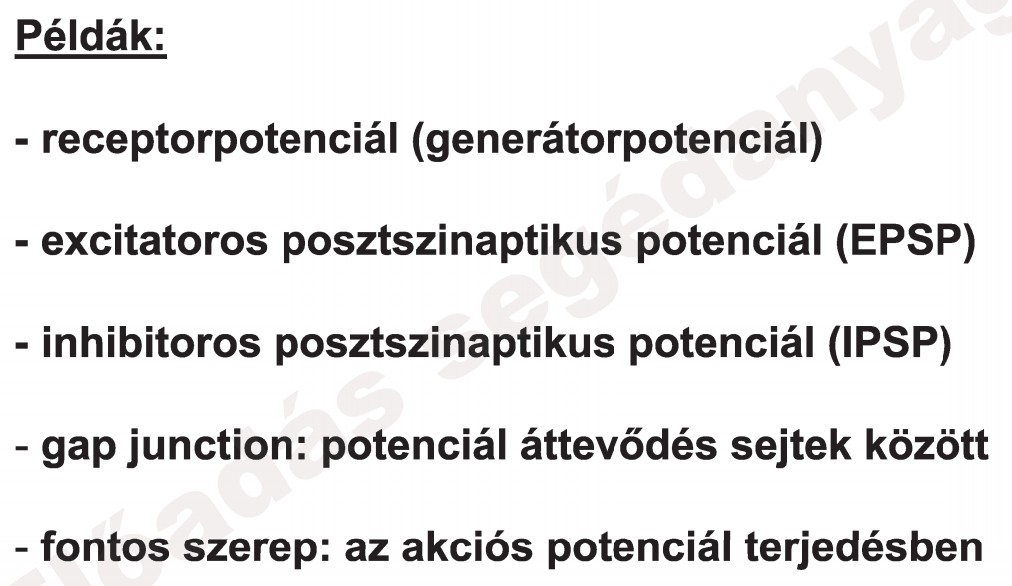 Példák:
- receptorpotenciál (generátorpotenciál)
- excitatoros posztszinaptikus potenciál (EPSP)
- inhibitoros posztszinaptikus potenciál (IPSP)
- gap junction: potenciál áttevődés sejtek között
- fontos szerep: az akciós potenciál terjedésben
előadás segédanyag